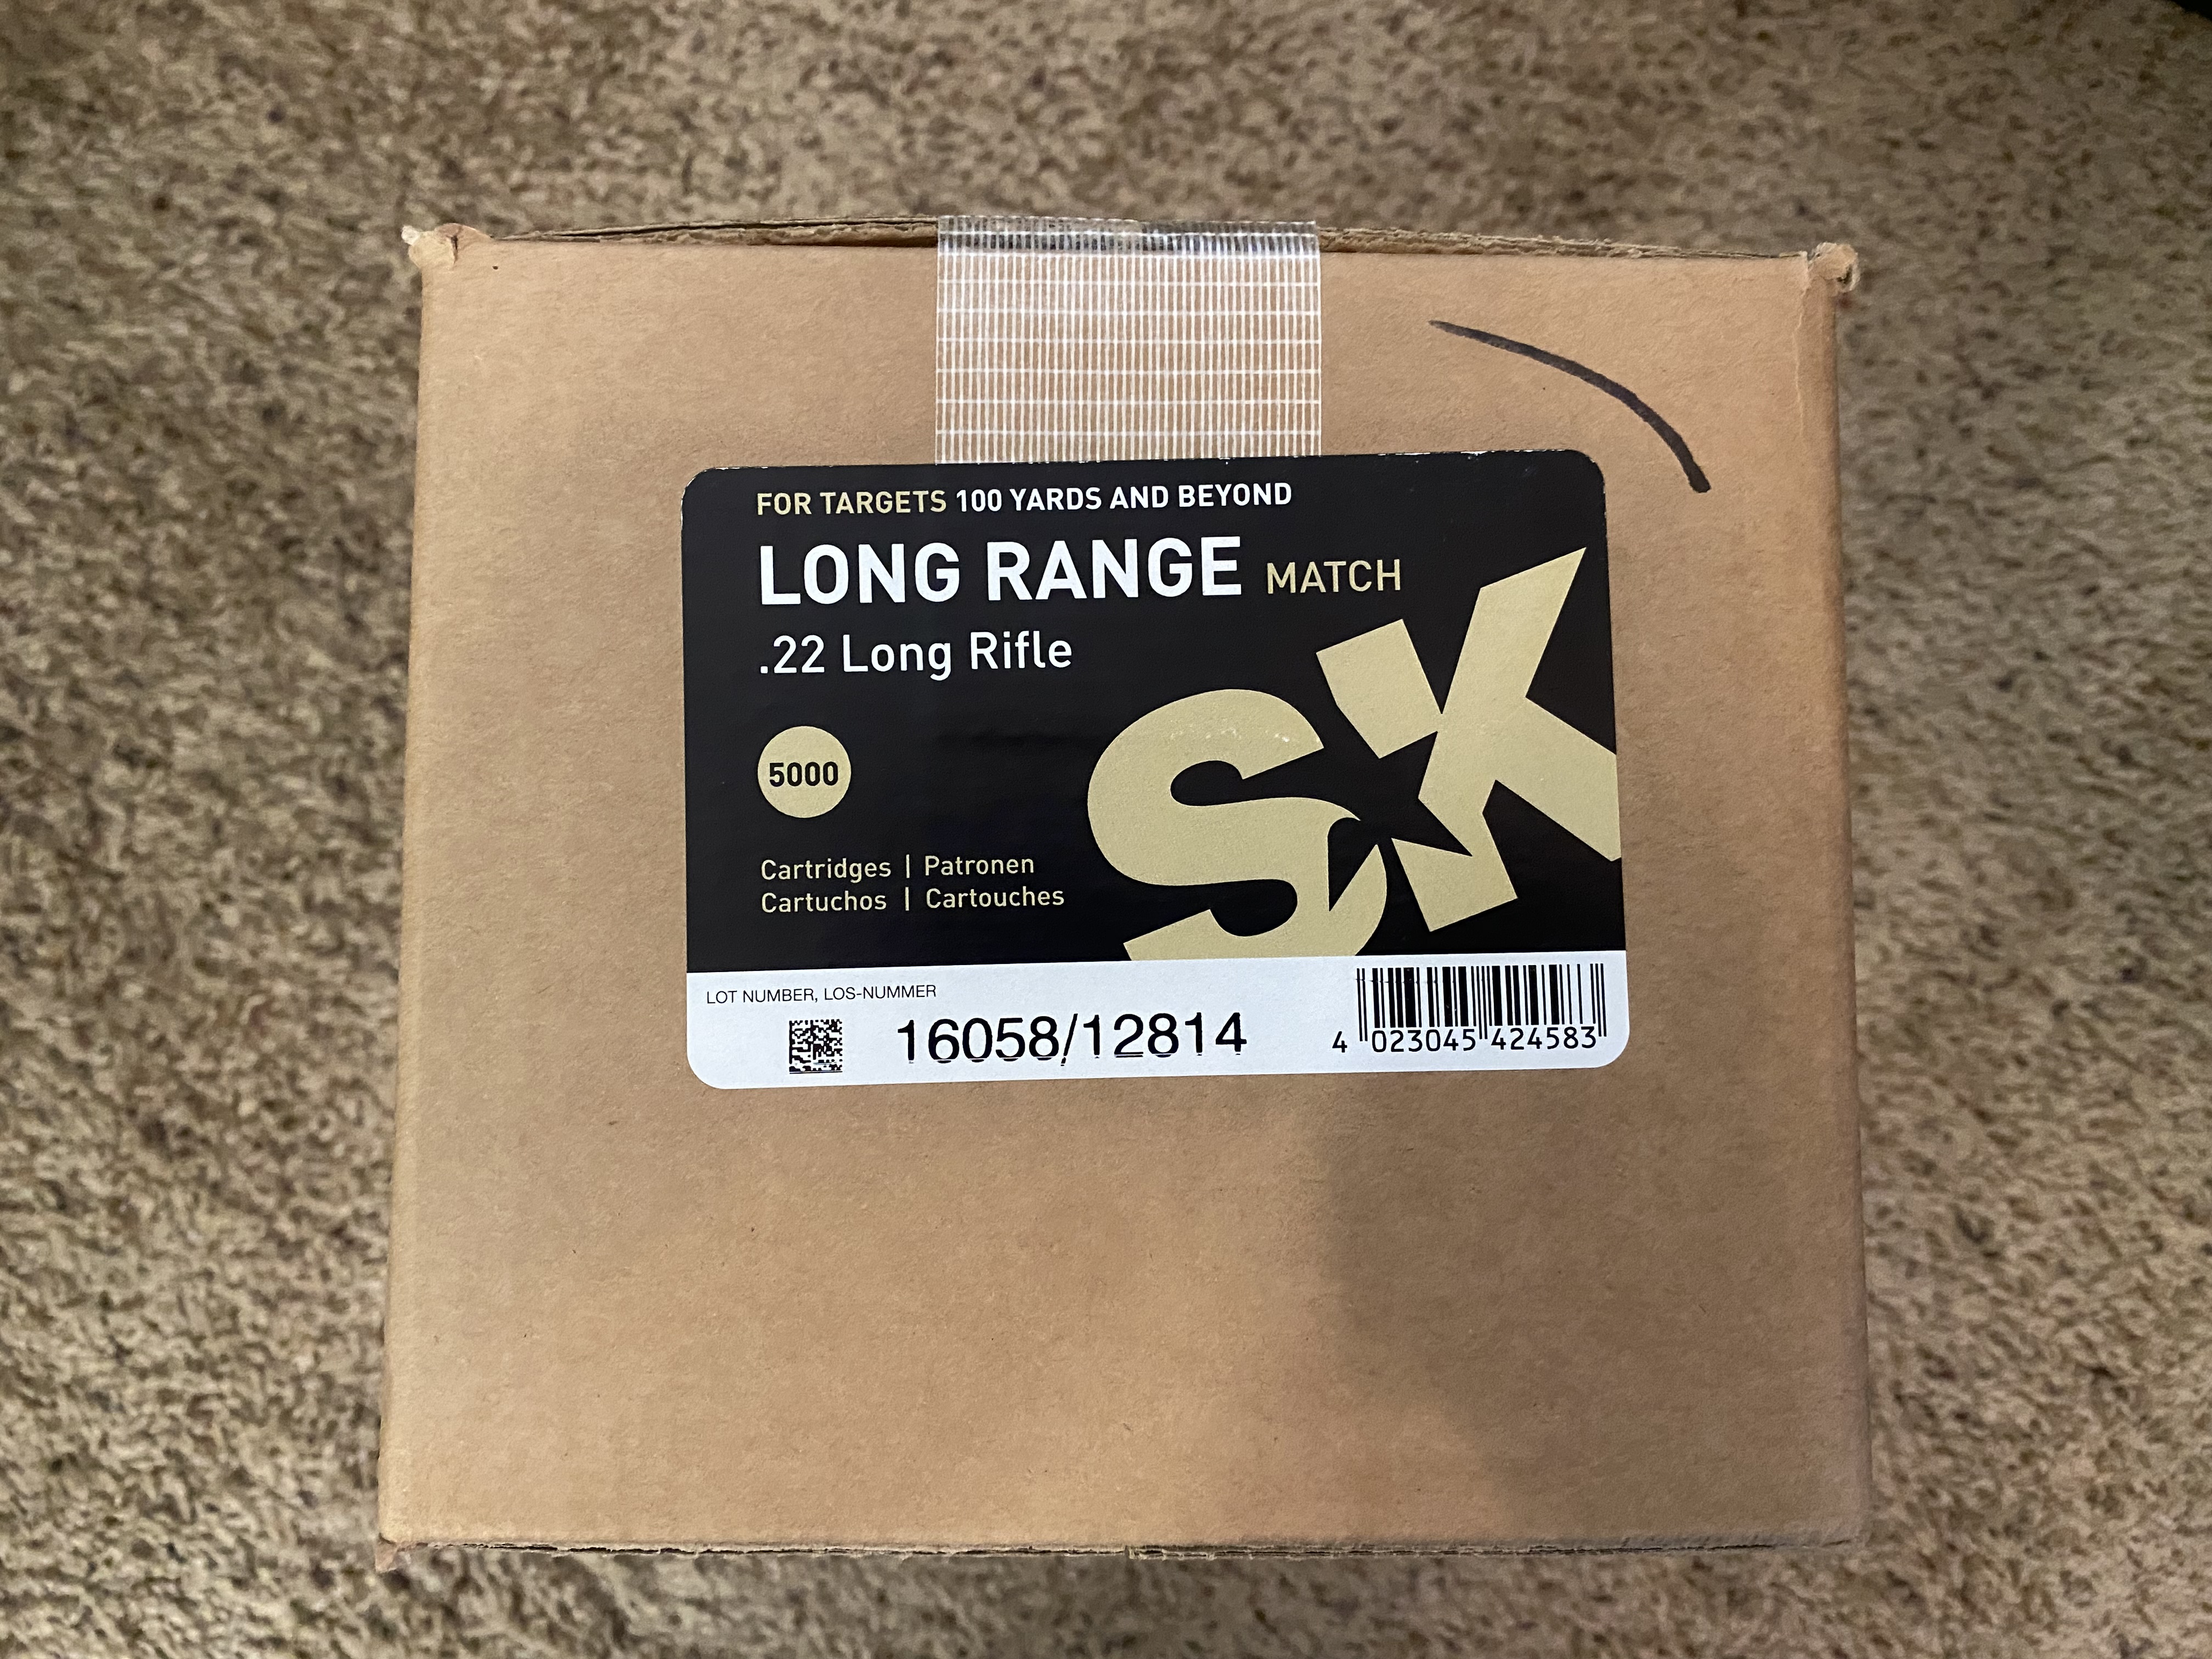 FOR TARGETS 100 YARDS AND BEYOND
LONG RANGE MATCH
.22 Long Rifle
5000
SK
Cartridges | Patronen
Cartuchos | Cartouches
LOT NUMBER, LOS-NUMMER
16058/12814
4 023045 424583